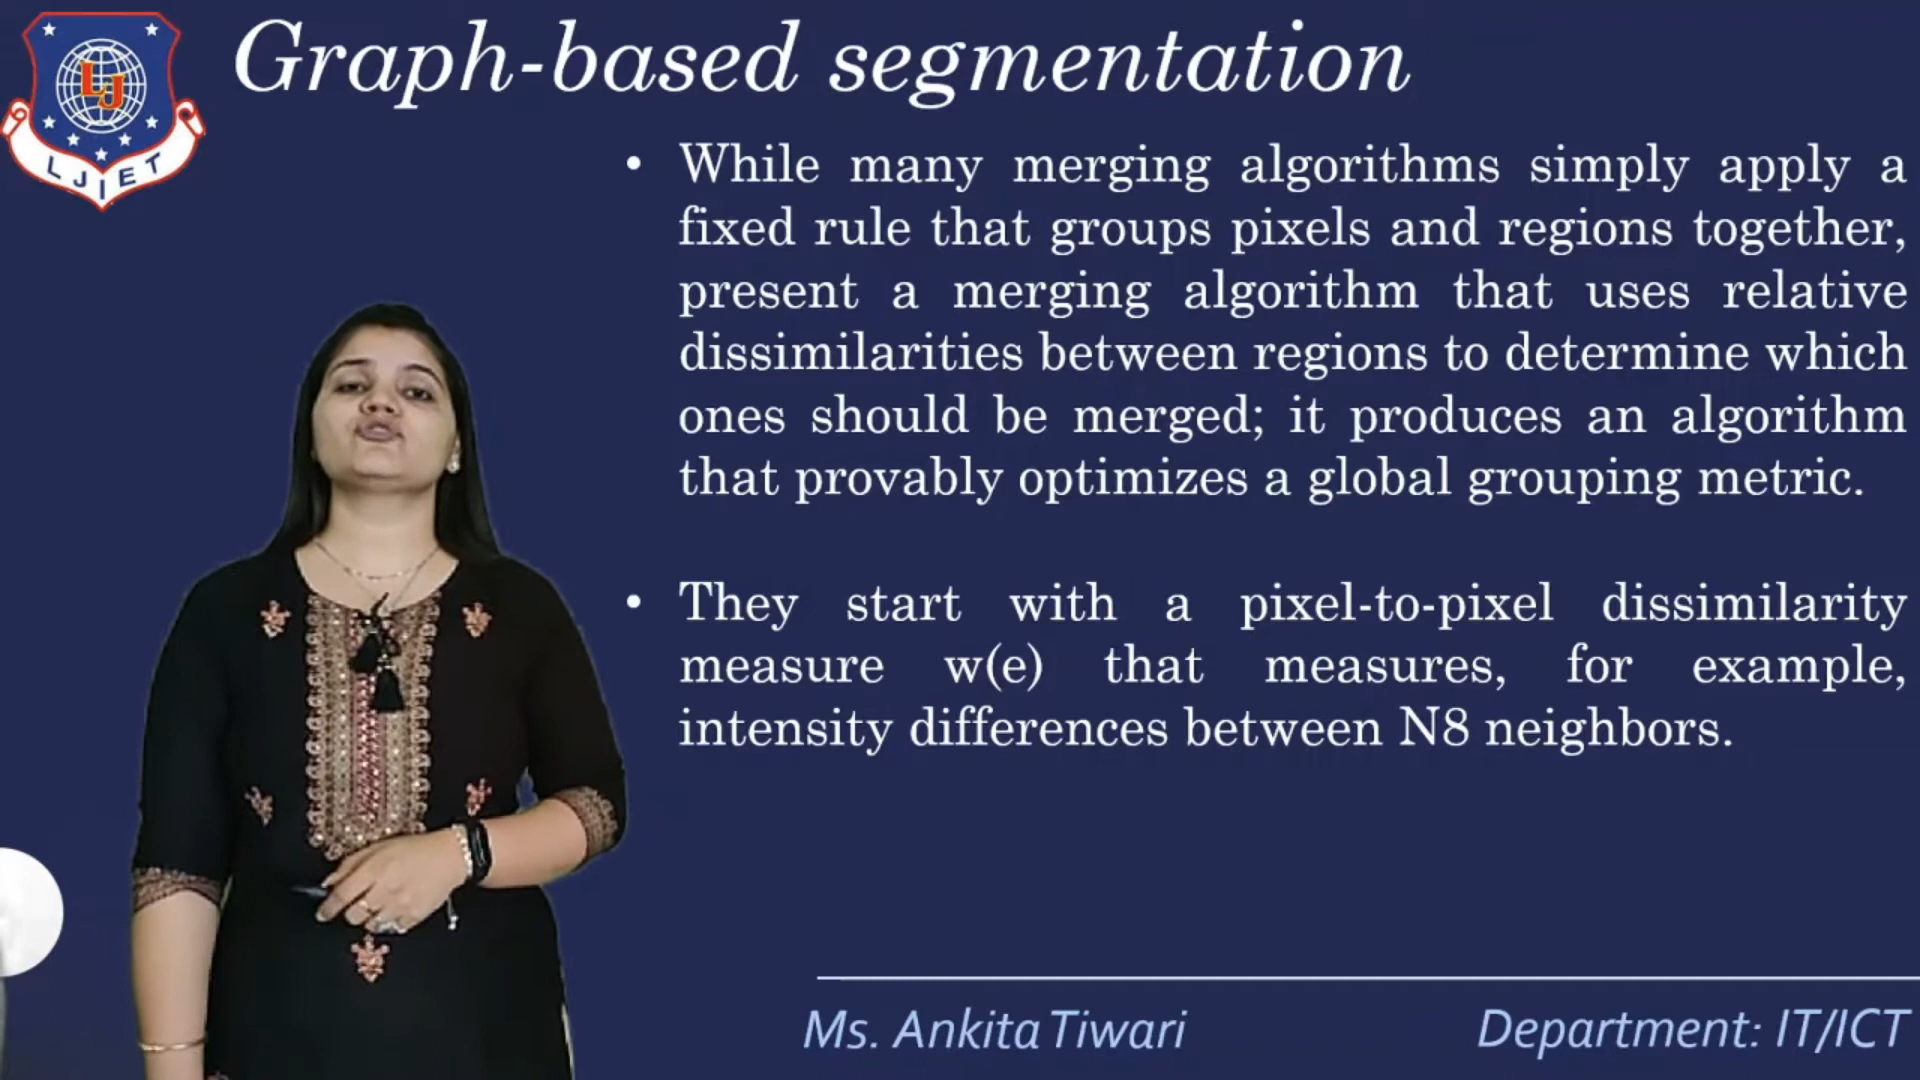 Graph-based segmentation
LJ
LJIET
• While many merging algorithms simply apply a
fixed rule that groups pixels and regions together,
present a merging algorithm that uses relative
dissimilarities between regions to determine which
ones should be merged; it produces an algorithm
that provably optimizes a global grouping metric.
• They start with a pixel-to-pixel dissimilarity
measure w(e) that measures, for example,
intensity differences between N8 neighbors.
Ms. Ankita Tiwari
Department: IT/ICT